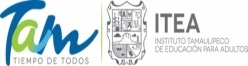 Tam
TIEMPO DE TODOS
ITEA
INSTITUTO TAMAULIPECO
DE EDUCACIÓN PARA ADULTOS